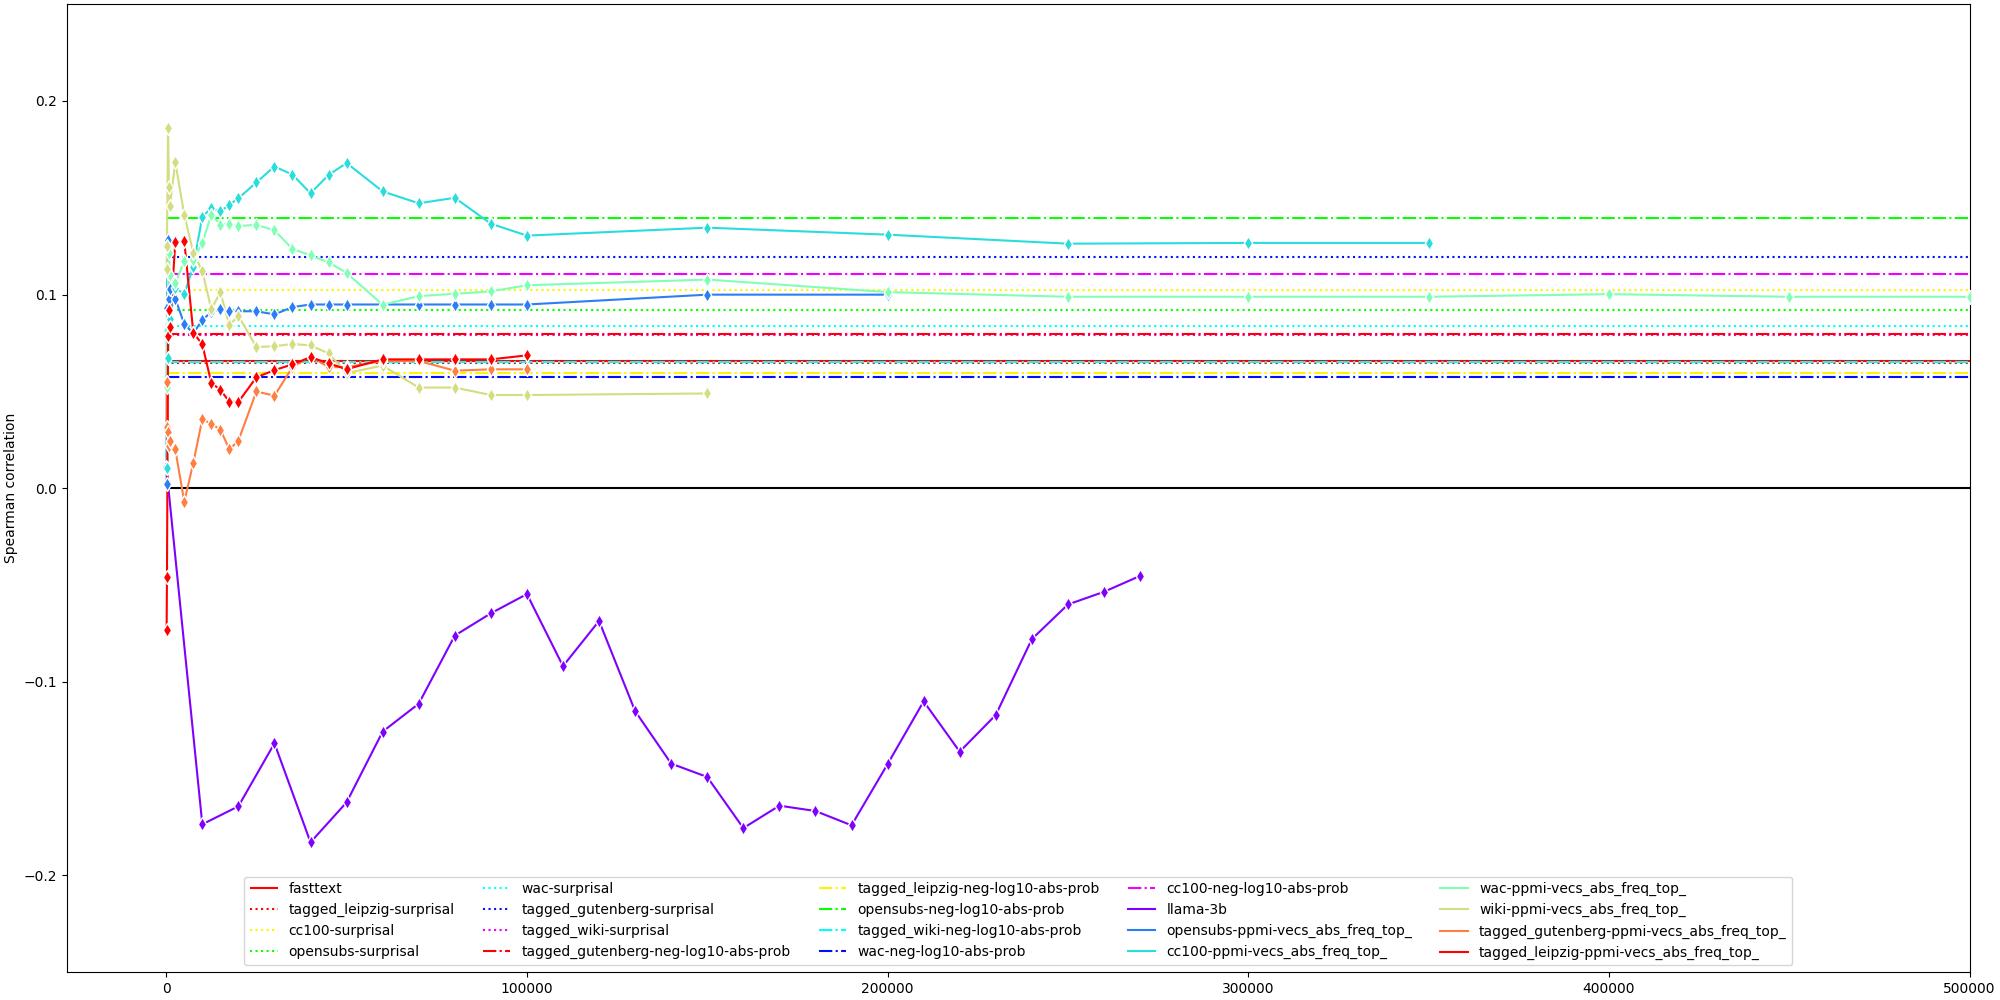 0.2
0.1
0.0
−0.1
−0.2
Spearman correlation
0
100000
200000
300000
400000
500000
fasttext
tagged_leipzig-surprisal
cc100-surprisal
opensubs-surprisal
wac-surprisal
tagged_gutenberg-surprisal
tagged_wiki-surprisal
tagged_gutenberg-neg-log10-abs-prob
tagged_leipzig-neg-log10-abs-prob
opensubs-neg-log10-abs-prob
tagged_wiki-neg-log10-abs-prob
wac-neg-log10-abs-prob
cc100-neg-log10-abs-prob
llama-3b
opensubs-ppmi-vecs_abs_freq_top_
cc100-ppmi-vecs_abs_freq_top_
wac-ppmi-vecs_abs_freq_top_
wiki-ppmi-vecs_abs_freq_top_
tagged_gutenberg-ppmi-vecs_abs_freq_top_
tagged_leipzig-ppmi-vecs_abs_freq_top_